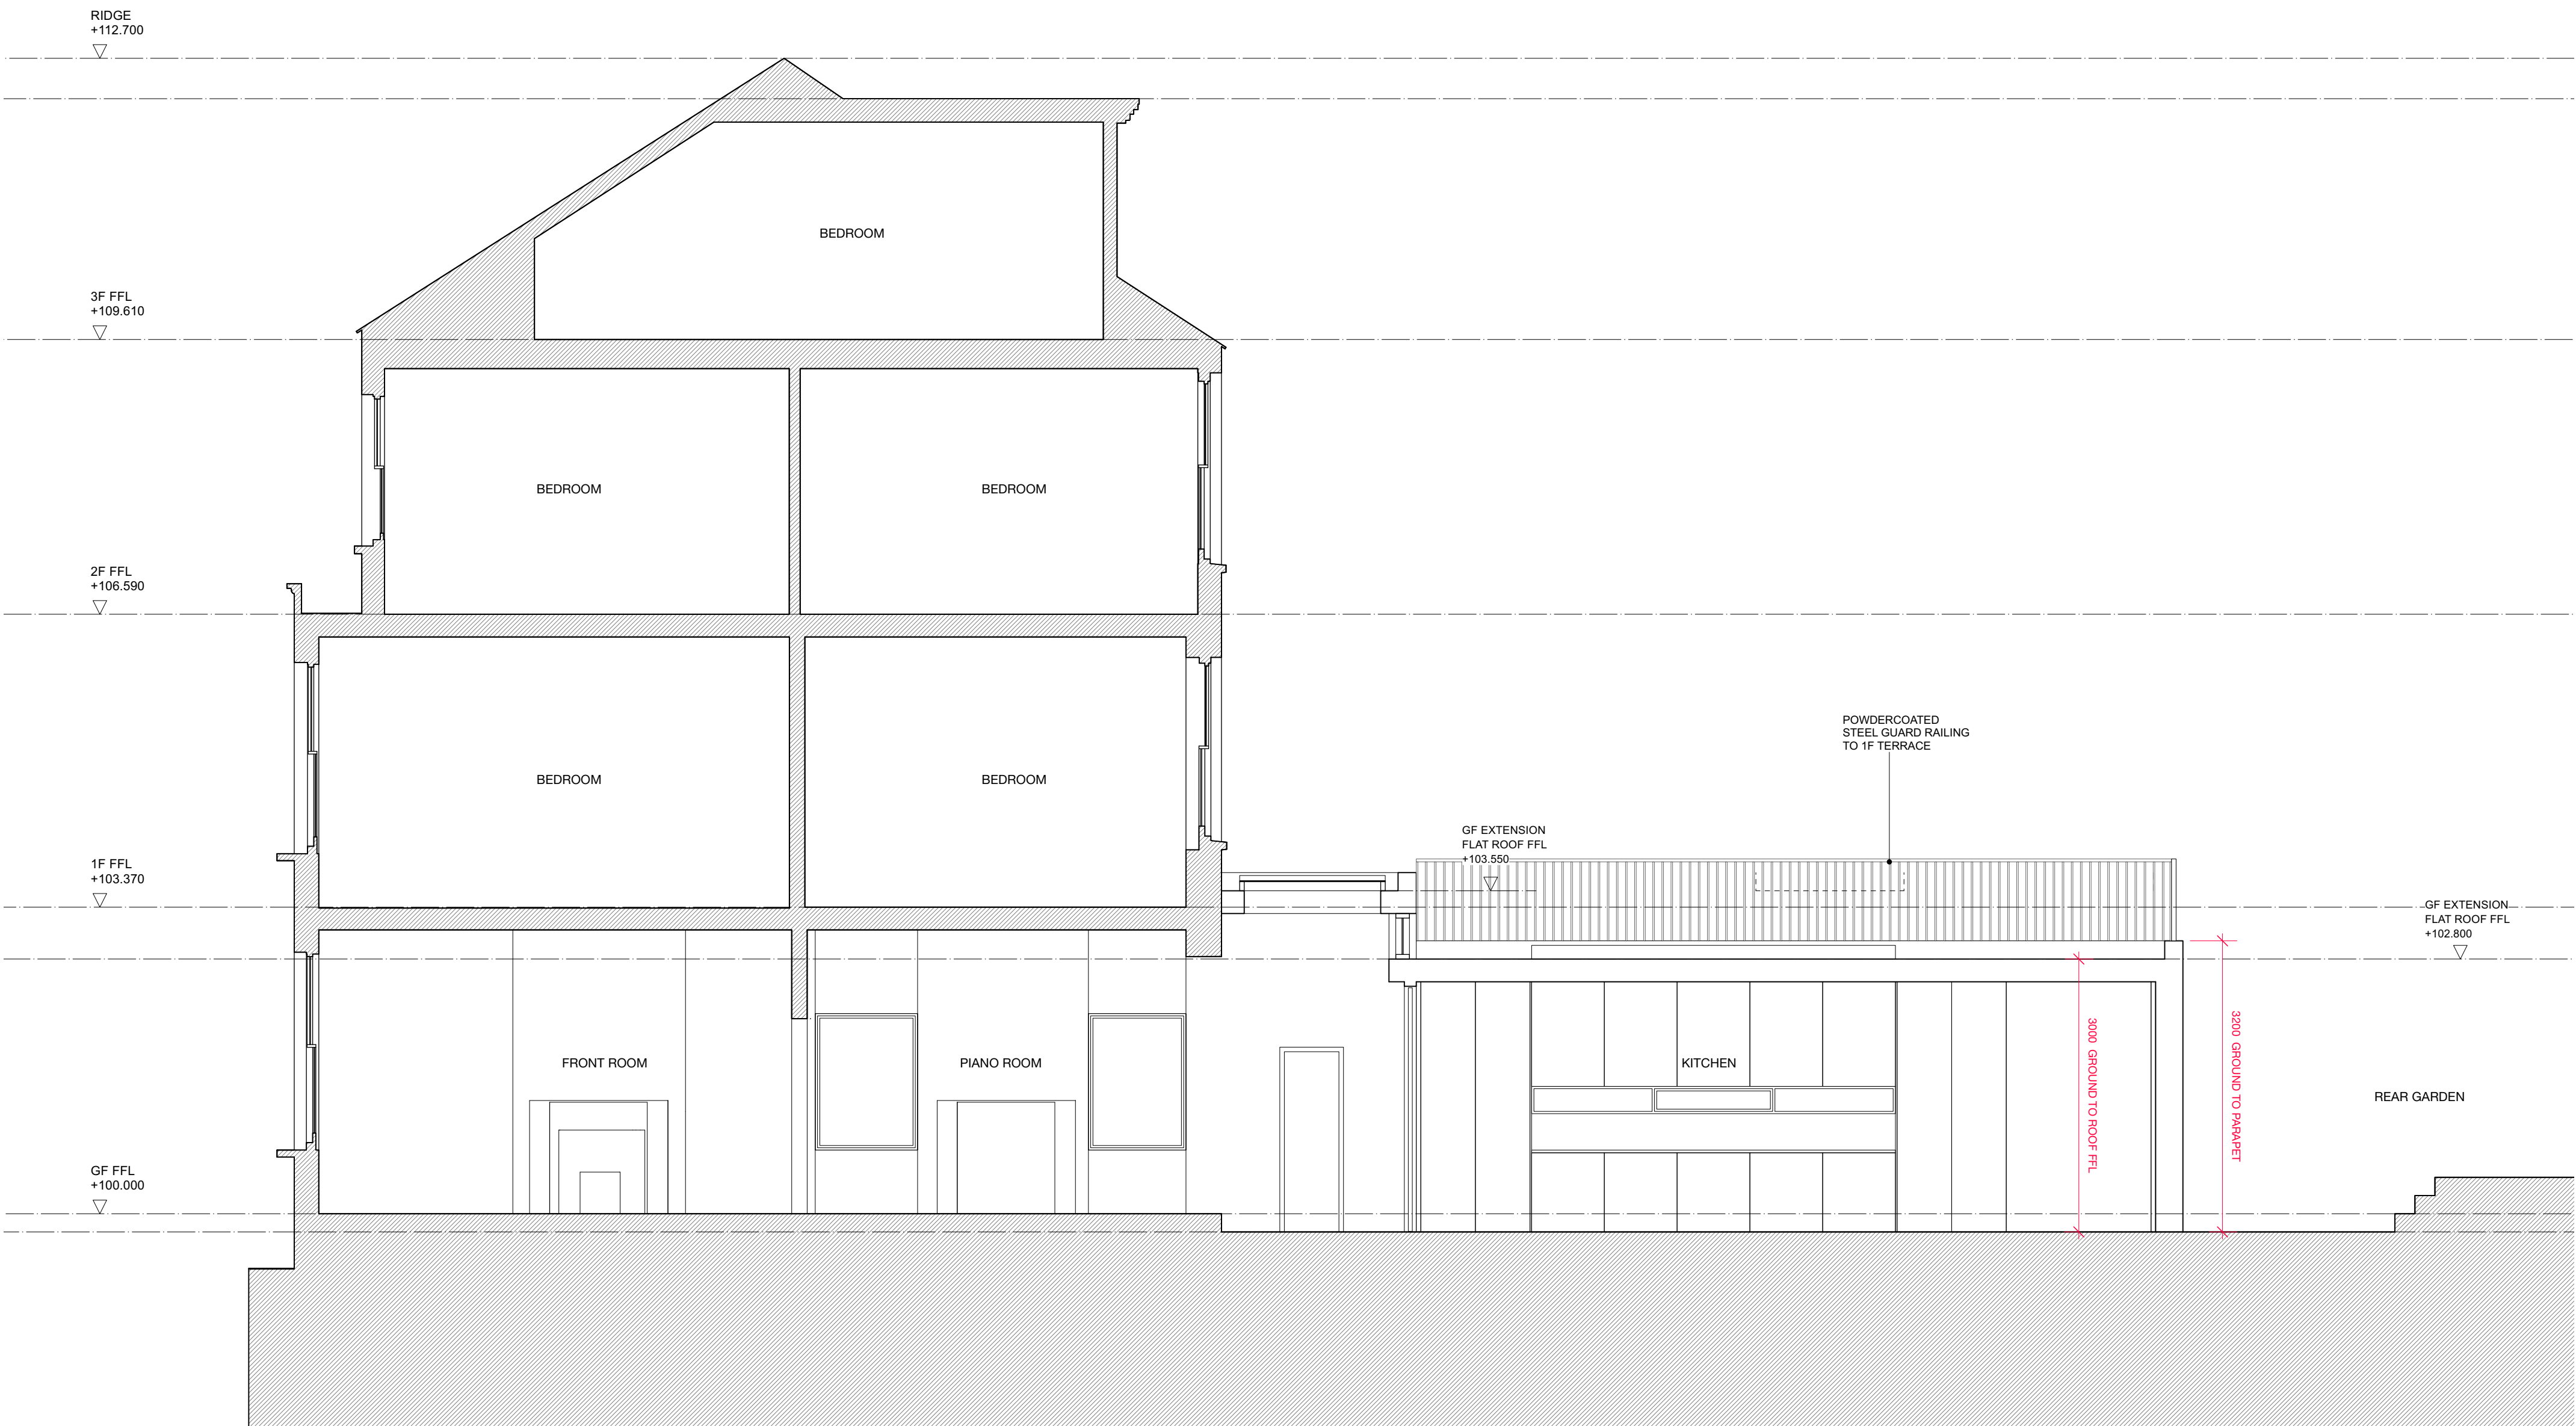 RIDGE
+112.700
BEDROOM
3F FFL
+109.610
BEDROOM
BEDROOM
2F FFL
+106.590
POWDERCOATED
STEEL GUARD RAILING
TO 1F TERRACE
BEDROOM
BEDROOM
GF EXTENSION
FLAT ROOF FFL
+103.550
1F FFL
+103.370
GF EXTENSION
FLAT ROOF FFL
+102.800
FRONT ROOM
PIANO ROOM
KITCHEN
3000 GROUND TO ROOF FFL
3200 GROUND TO PARAPET
REAR GARDEN
GF FFL
+100.000